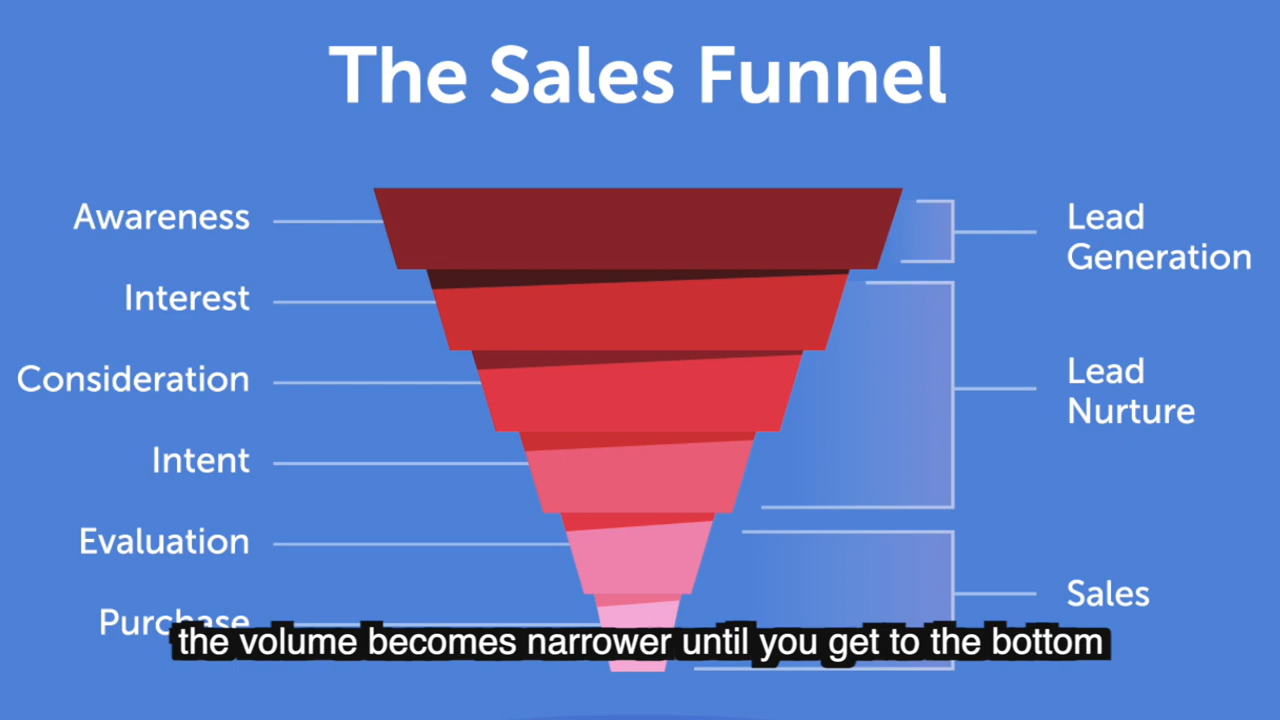 The Sales Funnel
Awareness
Interest
Consideration
Intent
Evaluation
Purchase
Lead
Generation
Lead
Nurture
Sales
the volume becomes narrower until you get to the bottom